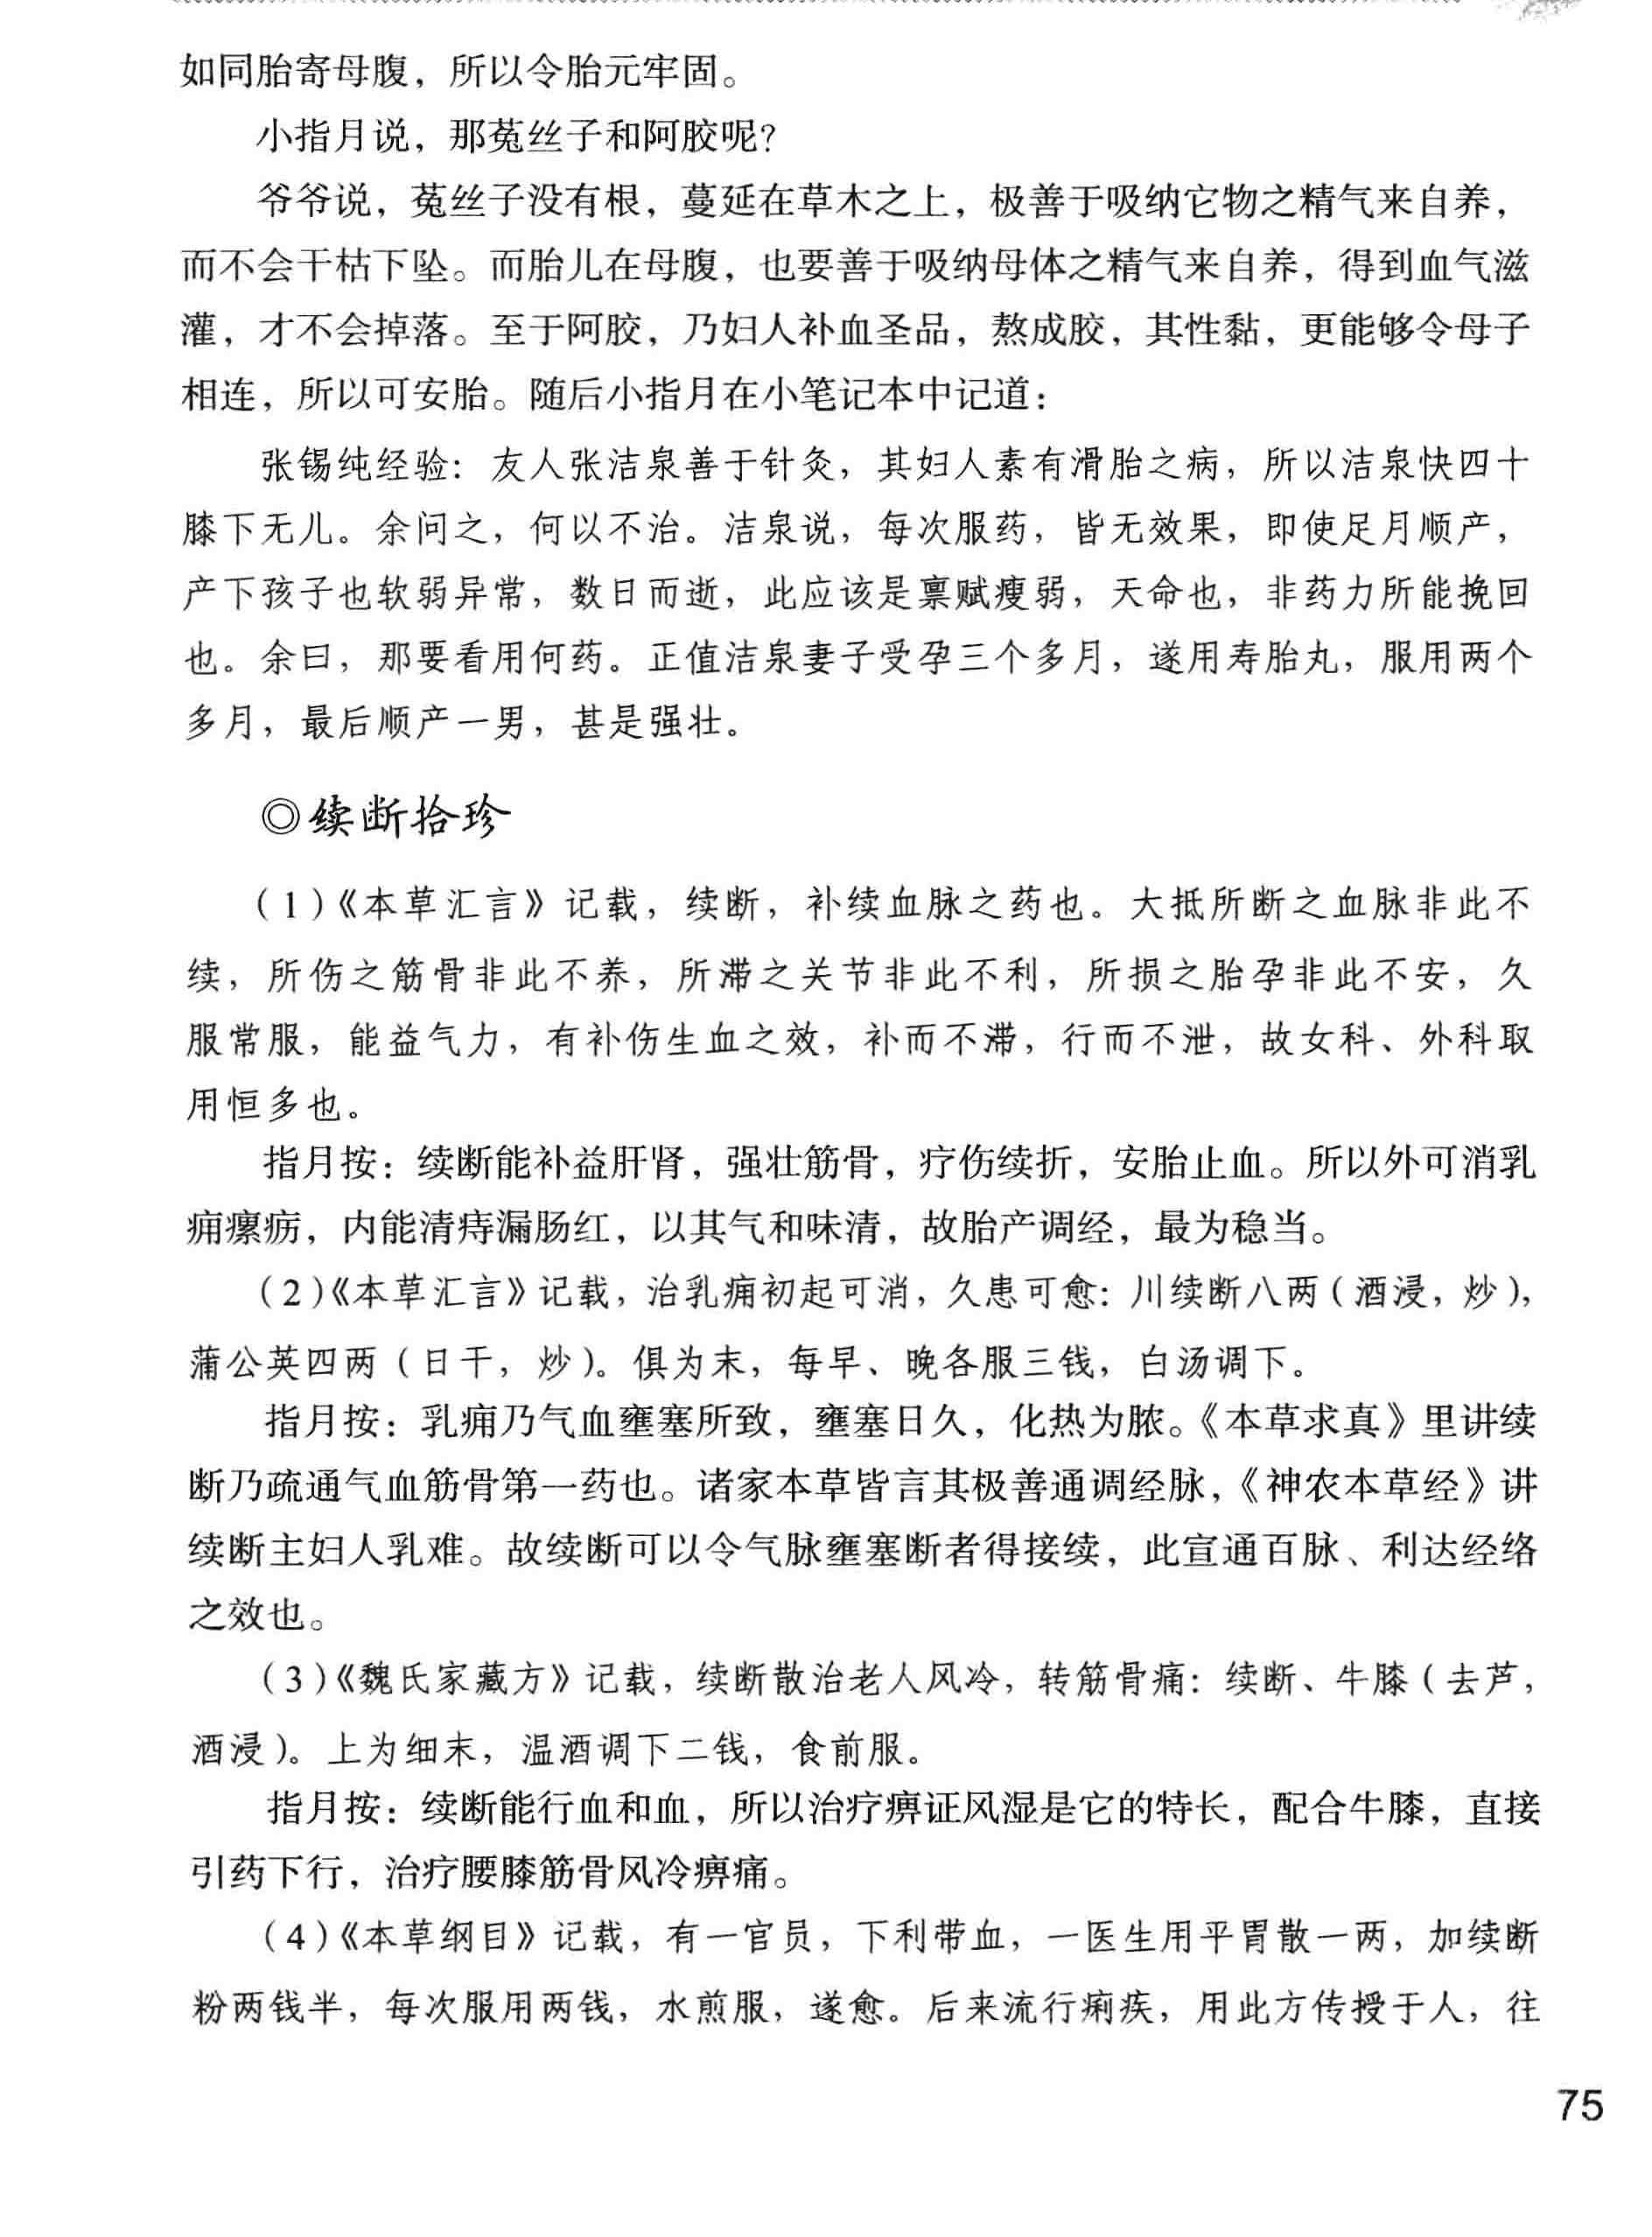 如同胎寄母腹，所以令胎元牢固。
小指月说，那菟丝子和阿胶呢？
爷爷说，菟丝子没有根，蔓延在草木之上，极善于吸纳它物之精气来自养，
而不会干枯下坠。而胎儿在母腹，也要善于吸纳母体之精气来自养，得到血气滋
灌，才不会掉落。至于阿胶，乃妇人补血圣品，熬成胶，其性黏，更能够令母子
相连，所以可安胎。随后小指月在小笔记本中记道：
张锡纯经验：友人张洁泉善于针灸，其妇人素有滑胎之病，所以洁泉快四十
膝下无儿。余问之，何以不治。洁泉说，每次服药，皆无效果，即使足月顺产，
产下孩子也软弱异常，数日而逝，此应该是禀赋瘦弱，天命也，非药力所能挽回
也。余曰，那要看用何药。正值洁泉妻子受孕三个多月，遂用寿胎丸，服用两个
多月，最后顺产一男，甚是强壮。
◎续断拾珍
（1）《本草汇言》记载，续断，补续血脉之药也。大抵所断之血脉非此不
续，所伤之筋骨非此不养，所滞之关节非此不利，所损之胎孕非此不安，久
服常服，能益气力，有补伤生血之效，补而不滞，行而不泄，故女科、外科取
用恒多也。
指月按：续断能补益肝肾，强壮筋骨，疗伤续折，安胎止血。所以外可消乳
痈瘰疬，内能清痔漏肠红，以其气和味清，故胎产调经，最为稳当。
（2）《本草汇言》记载，治乳痈初起可消，久患可愈：川续断八两（酒浸，炒），
蒲公英四两（日干，炒）。俱为末，每早、晚各服三钱，白汤调下。
指月按：乳痈乃气血壅塞所致，壅塞日久，化热为脓。《本草求真》里讲续
断乃疏通气血筋骨第一药也。诸家本草皆言其极善通调经脉，《神农本草经》讲
续断主妇人乳难。故续断可以令气脉壅塞断者得接续，此宣通百脉、利达经络
之效也。
（3）《魏氏家藏方》记载，续断散治老人风冷，转筋骨痛：续断、牛膝（去芦，
酒浸）。上为细末，温酒调下二钱，食前服。
指月按：续断能行血和血，所以治疗痹证风湿是它的特长，配合牛膝，直接
引药下行，治疗腰膝筋骨风冷痹痛。
（4）《本草纲目》记载，有一官员，下利带血，一医生用平胃散一两，加续断
粉两钱半，每次服用两钱，水煎服，遂愈。后来流行痢疾，用此方传授于人，往
75